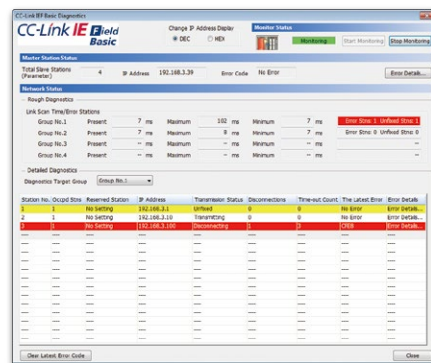 CC-Link IEF Basic Diagnostics
CC-Link IE Field Basic
Change IP Address Display
DEC HEX
Monitor Status
Monitoring Start Monitoring Stop Monitoring
Master Station Status
Total Slave Stations (Parameter) 4 IP Address 192.168.3.39 Error Code No Error Error Details...
Network Status
Rough Diagnostics
Link Scan Time/Error Stations
Group No.1 Present 7 ms Maximum 102 ms Minimum 7 ms Error Stns: 1 Unfixed Stns: 1
Group No.2 Present 7 ms Maximum 8 ms Minimum 7 ms Error Stns: 0 Unfixed Stns: 0
Group No.3 Present -- ms Maximum -- ms Minimum -- ms --
Group No.4 Present -- ms Maximum -- ms Minimum -- ms --
Detailed Diagnostics
Diagnostics Target Group Group No.1
Station No. Occpd Stns Reserved Station IP Address Transmission Status Disconnections Time-out Count The Latest Error Error Details
1 1 No Setting 192.168.3.1 Unfixed 0 0 No Error Error Details...
2 1 No Setting 192.168.3.10 Transmitting 0 0 No Error Error Details...
3 1 No Setting 192.168.3.100 Disconnecting 1 3 CFE8 Error Details...
Clear Latest Error Code Close